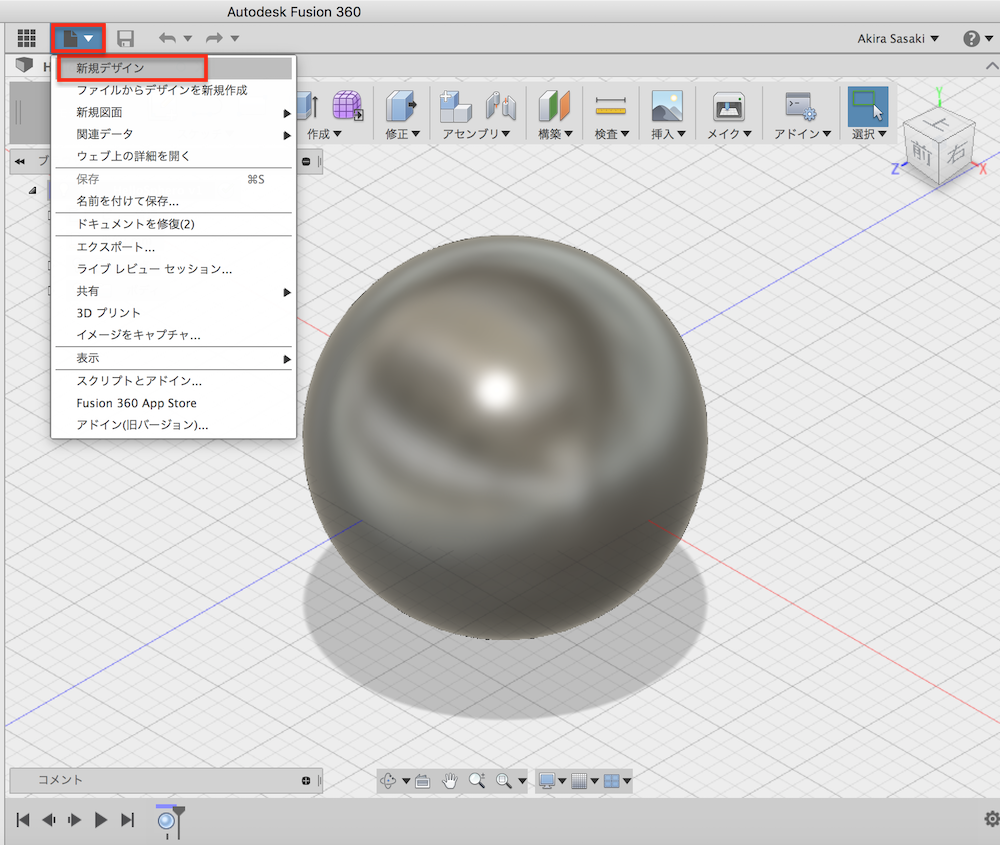 Autodesk Fusion 360
Akira Sasaki
新規デザイン
ファイルからデザインを新規作成
新規図面
関連データ
ウェブ上の詳細を開く
保存 ⌘S
名前を付けて保存...
ドキュメントを修復(2)
エクスポート...
ライブ レビュー セッション...
共有
3D プリント
イメージをキャプチャ...
表示
スクリプトとアドイン...
Fusion 360 App Store
アドイン(旧バージョン)...
作成 修正 アセンブリ 構築 検査 挿入 メイク アドイン 選択
Y
上
前 右
Z X
コメント